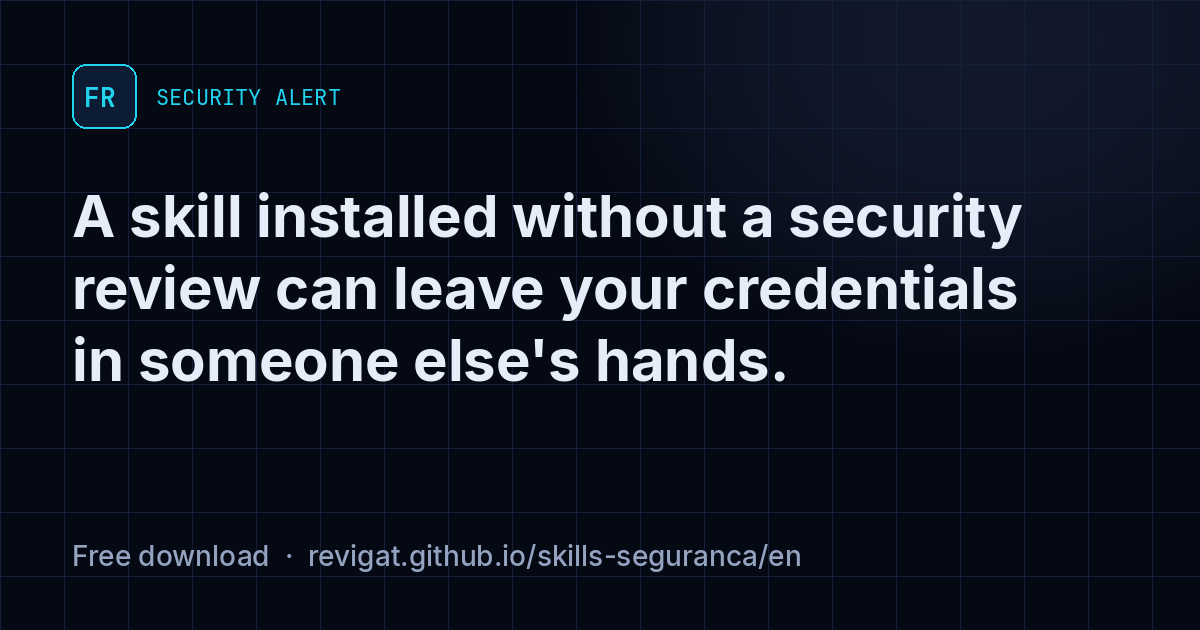 FR SECURITY ALERT
A skill installed without a security
review can leave your credentials
in someone else's hands.
Free download · revigat.github.io/skills-seguranca/en